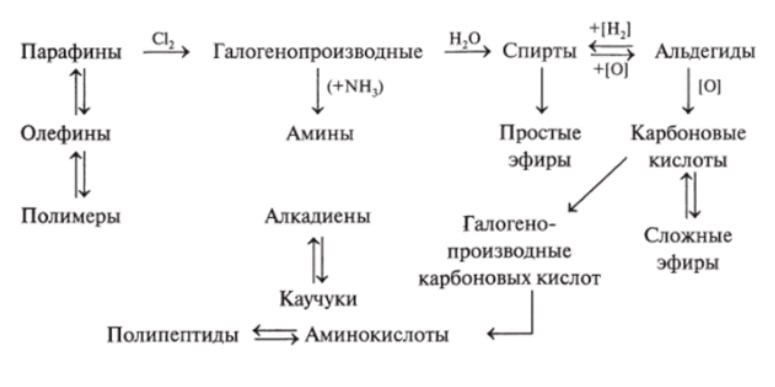 Парафины Cl₂ Галогенопроизводные H₂O Спирты +[H₂] +[O] Альдегиды
(+NH₃) [O]
Олефины Амины Простые эфиры Карбоновые кислоты
Полимеры Алкадиены Галогено-
производные
карбоновых кислот
Сложные
эфиры
Каучуки
Полипептиды Аминокислоты